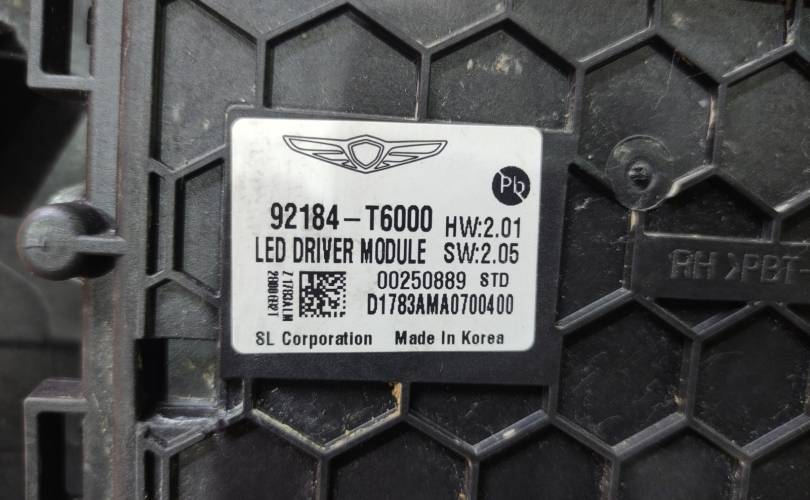 Pb
92184-T6000 HW:2.01
LED DRIVER MODULE SW:2.05
00250889 STD
D1783AMA0700400
SL Corporation Made In Korea
RH >PBT